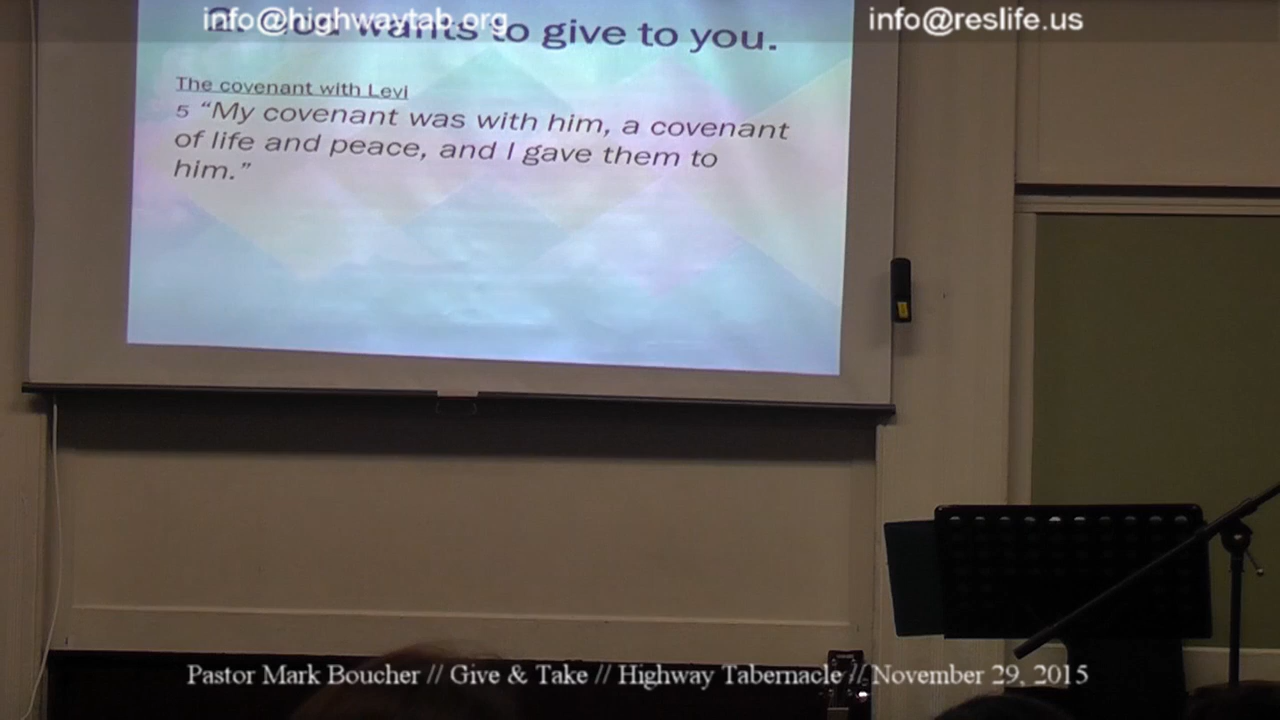 info@highwaytab.org info@reslife.us
2. God wants to give to you.
The covenant with Levi
5 “My covenant was with him, a covenant
of life and peace, and I gave them to
him.”
Pastor Mark Boucher // Give & Take // Highway Tabernacle // November 29, 2015